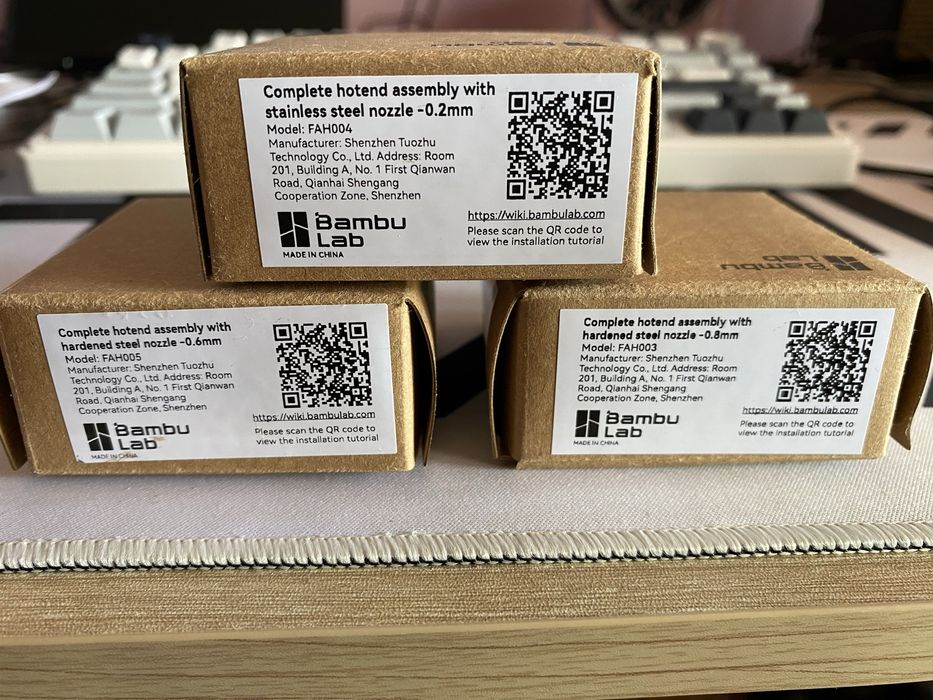 Bambu
Complete hotend assembly with
stainless steel nozzle -0.2mm
Model: FAH004
Manufacturer: Shenzhen Tuozhu
Technology Co., Ltd. Address: Room
201, Building A, No. 1 First Qianwan
Road, Qianhai Shengang
Cooperation Zone, Shenzhen
Bambu
Lab
MADE IN CHINA
https://wiki.bambulab.com
Please scan the QR code to
view the installation tutorial
Complete hotend assembly with
hardened steel nozzle -0.6mm
Model: FAH005
Manufacturer: Shenzhen Tuozhu
Technology Co., Ltd. Address: Room
201, Building A, No. 1 First Qianwan
Road, Qianhai Shengang
Cooperation Zone, Shenzhen
Bambu
Lab
MADE IN CHINA
https://wiki.bambulab.com
Please scan the QR code to
view the installation tutorial
Bambu
Lab
Complete hotend assembly with
hardened steel nozzle -0.8mm
Model: FAH003
Manufacturer: Shenzhen Tuozhu
Technology Co., Ltd. Address: Room
201, Building A, No. 1 First Qianwan
Road, Qianhai Shengang
Cooperation Zone, Shenzhen
Bambu
Lab
MADE IN CHINA
https://wiki.bambulab.com
Please scan the QR code to
view the installation tutorial